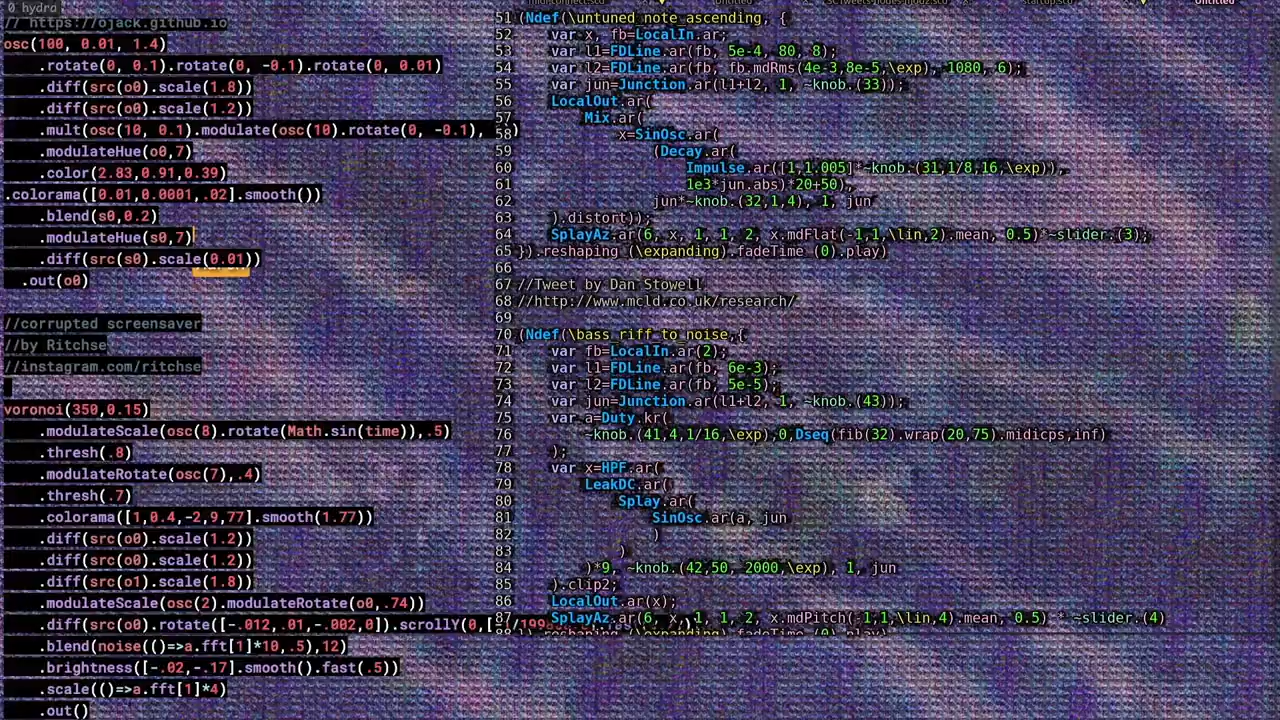 0 hydra
// https://ojack.github.io
osc(100, 0.01, 1.4)
.rotate(0, 0.1).rotate(0, -0.1).rotate(0, 0.01)
.diff(src(o0).scale(1.8))
.diff(src(o0).scale(1.2))
.mult(osc(10, 0.1).modulate(osc(10).rotate(0, -0.1),
.modulateHue(o0,7)
.color(2.83,0.91,0.39)
.colorama([0.01,0.0001,.02].smooth())
.blend(s0,0.2)
.modulateHue(s0,7)
.diff(src(s0).scale(0.01))
.out(o0)
//corrupted screensaver
//by Ritchse
//instagram.com/ritchse
voronoi(350,0.15)
.modulateScale(osc(8).rotate(Math.sin(time)),.5)
.thresh(.8)
.modulateRotate(osc(7),.4)
.thresh(.7)
.colorama([1,0.4,-2,9,77].smooth(1.77))
.diff(src(o0).scale(1.2))
.diff(src(o0).scale(1.2))
.diff(src(o1).scale(1.8))
.modulateScale(osc(2).modulateRotate(o0,.74))
.diff(src(o0).rotate([-.012,.01,-.002,0]).scrollY(0,[
.blend(noise(()=>a.fft[1]*10,.5),12)
.brightness([-.02,-.17].smooth().fast(.5))
.scale(()=>a.fft[1]*4)
.out()
Untitled
51 (Ndef(\untuned_note_ascending, {
52 var x, fb=LocalIn.ar;
53 var l1=FDLine.ar(fb, 5e-4, 80, 8);
54 var l2=FDLine.ar(fb, fb.mdRms(4e-3,8e-5,\exp), 1080, 6);
55 var jun=Junction.ar(l1+l2, 1, ~knob.(33));
56 LocalOut.ar(
57 Mix.ar(
58 x=SinOsc.ar(
59 (Decay.ar(
60 Impulse.ar([1,1.005]*~knob.(31,1/8,16,\exp)),
61 1e3*jun.abs)*20+50),
62 jun*~knob.(32,1,4), 1, jun
63 ).distort));
64 SplayAz.ar(6, x, 1, 1, 2, x.mdFlat(-1,1,\lin,2).mean, 0.5)*~slider.(3);
65 }).reshaping_(\expanding).fadeTime_(0).play)
66
67 //Tweet by Dan Stowell
68 //http://www.mcld.co.uk/research/
69
70 (Ndef(\bass_riff_to_noise,{
71 var fb=LocalIn.ar(2);
72 var l1=FDLine.ar(fb, 6e-3);
73 var l2=FDLine.ar(fb, 5e-5);
74 var jun=Junction.ar(l1+l2, 1, ~knob.(43));
75 var a=Duty.kr(
76 ~knob.(41,4,1/16,\exp),0,Dseq(fib(32).wrap(20,75).midicps,inf)
77 );
78 var x=HPF.ar(
79 LeakDC.ar(
80 Splay.ar(
81 SinOsc.ar(a, jun
82 )
83 )
84 )*9, ~knob.(42,50, 2000,\exp), 1, jun
85 ).clip2;
86 LocalOut.ar(x);
87 SplayAz.ar(6, x, 1, 1, 2, x.mdPitch(-1,1,\lin,4).mean, 0.5) * ~slider.(4)
88 }).reshaping_(\expanding).fadeTime_(0).play)